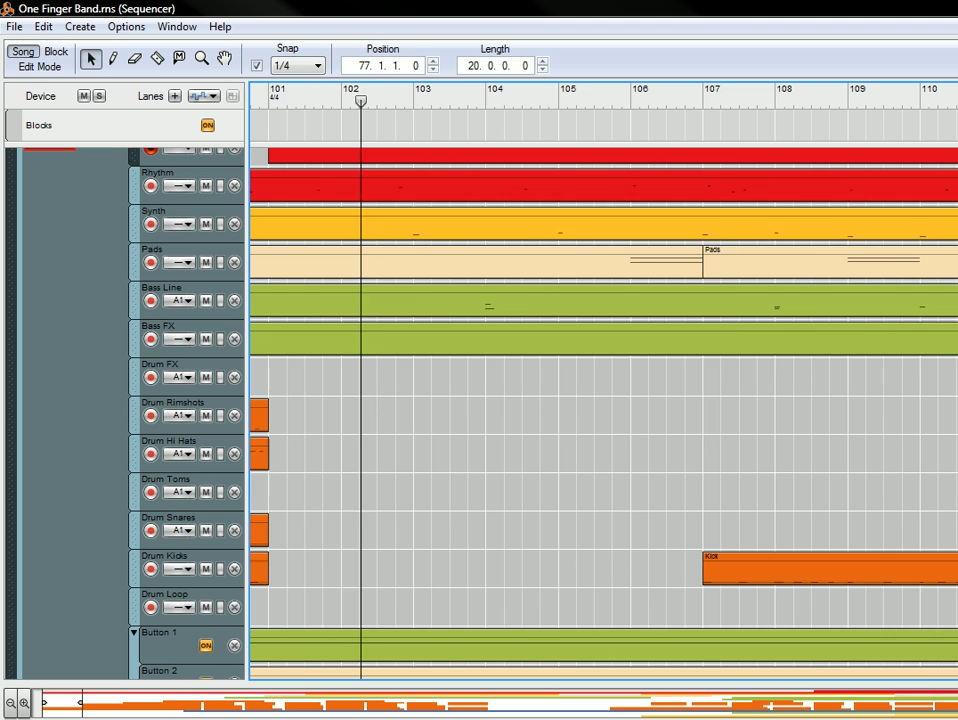 One Finger Band.rns (Sequencer)
File Edit Create Options Window Help
Song Block
Edit Mode
Snap
1/4
Position
77. 1. 1. 0
Length
20. 0. 0. 0
Device M S Lanes +
101 102 103 104 105 106 107 108 109 110
4/4
Blocks ON
Rhythm
M
Synth
M
Pads
M
Pads
Bass Line
A1 M
Bass FX
M
Drum FX
A1 M
Drum Rimshots
A1 M
Drum Hi Hats
A1 M
Drum Toms
A1 M
Drum Snares
A1 M
Drum Kicks
M
Kick
Drum Loop
M
Button 1
ON
Button 2